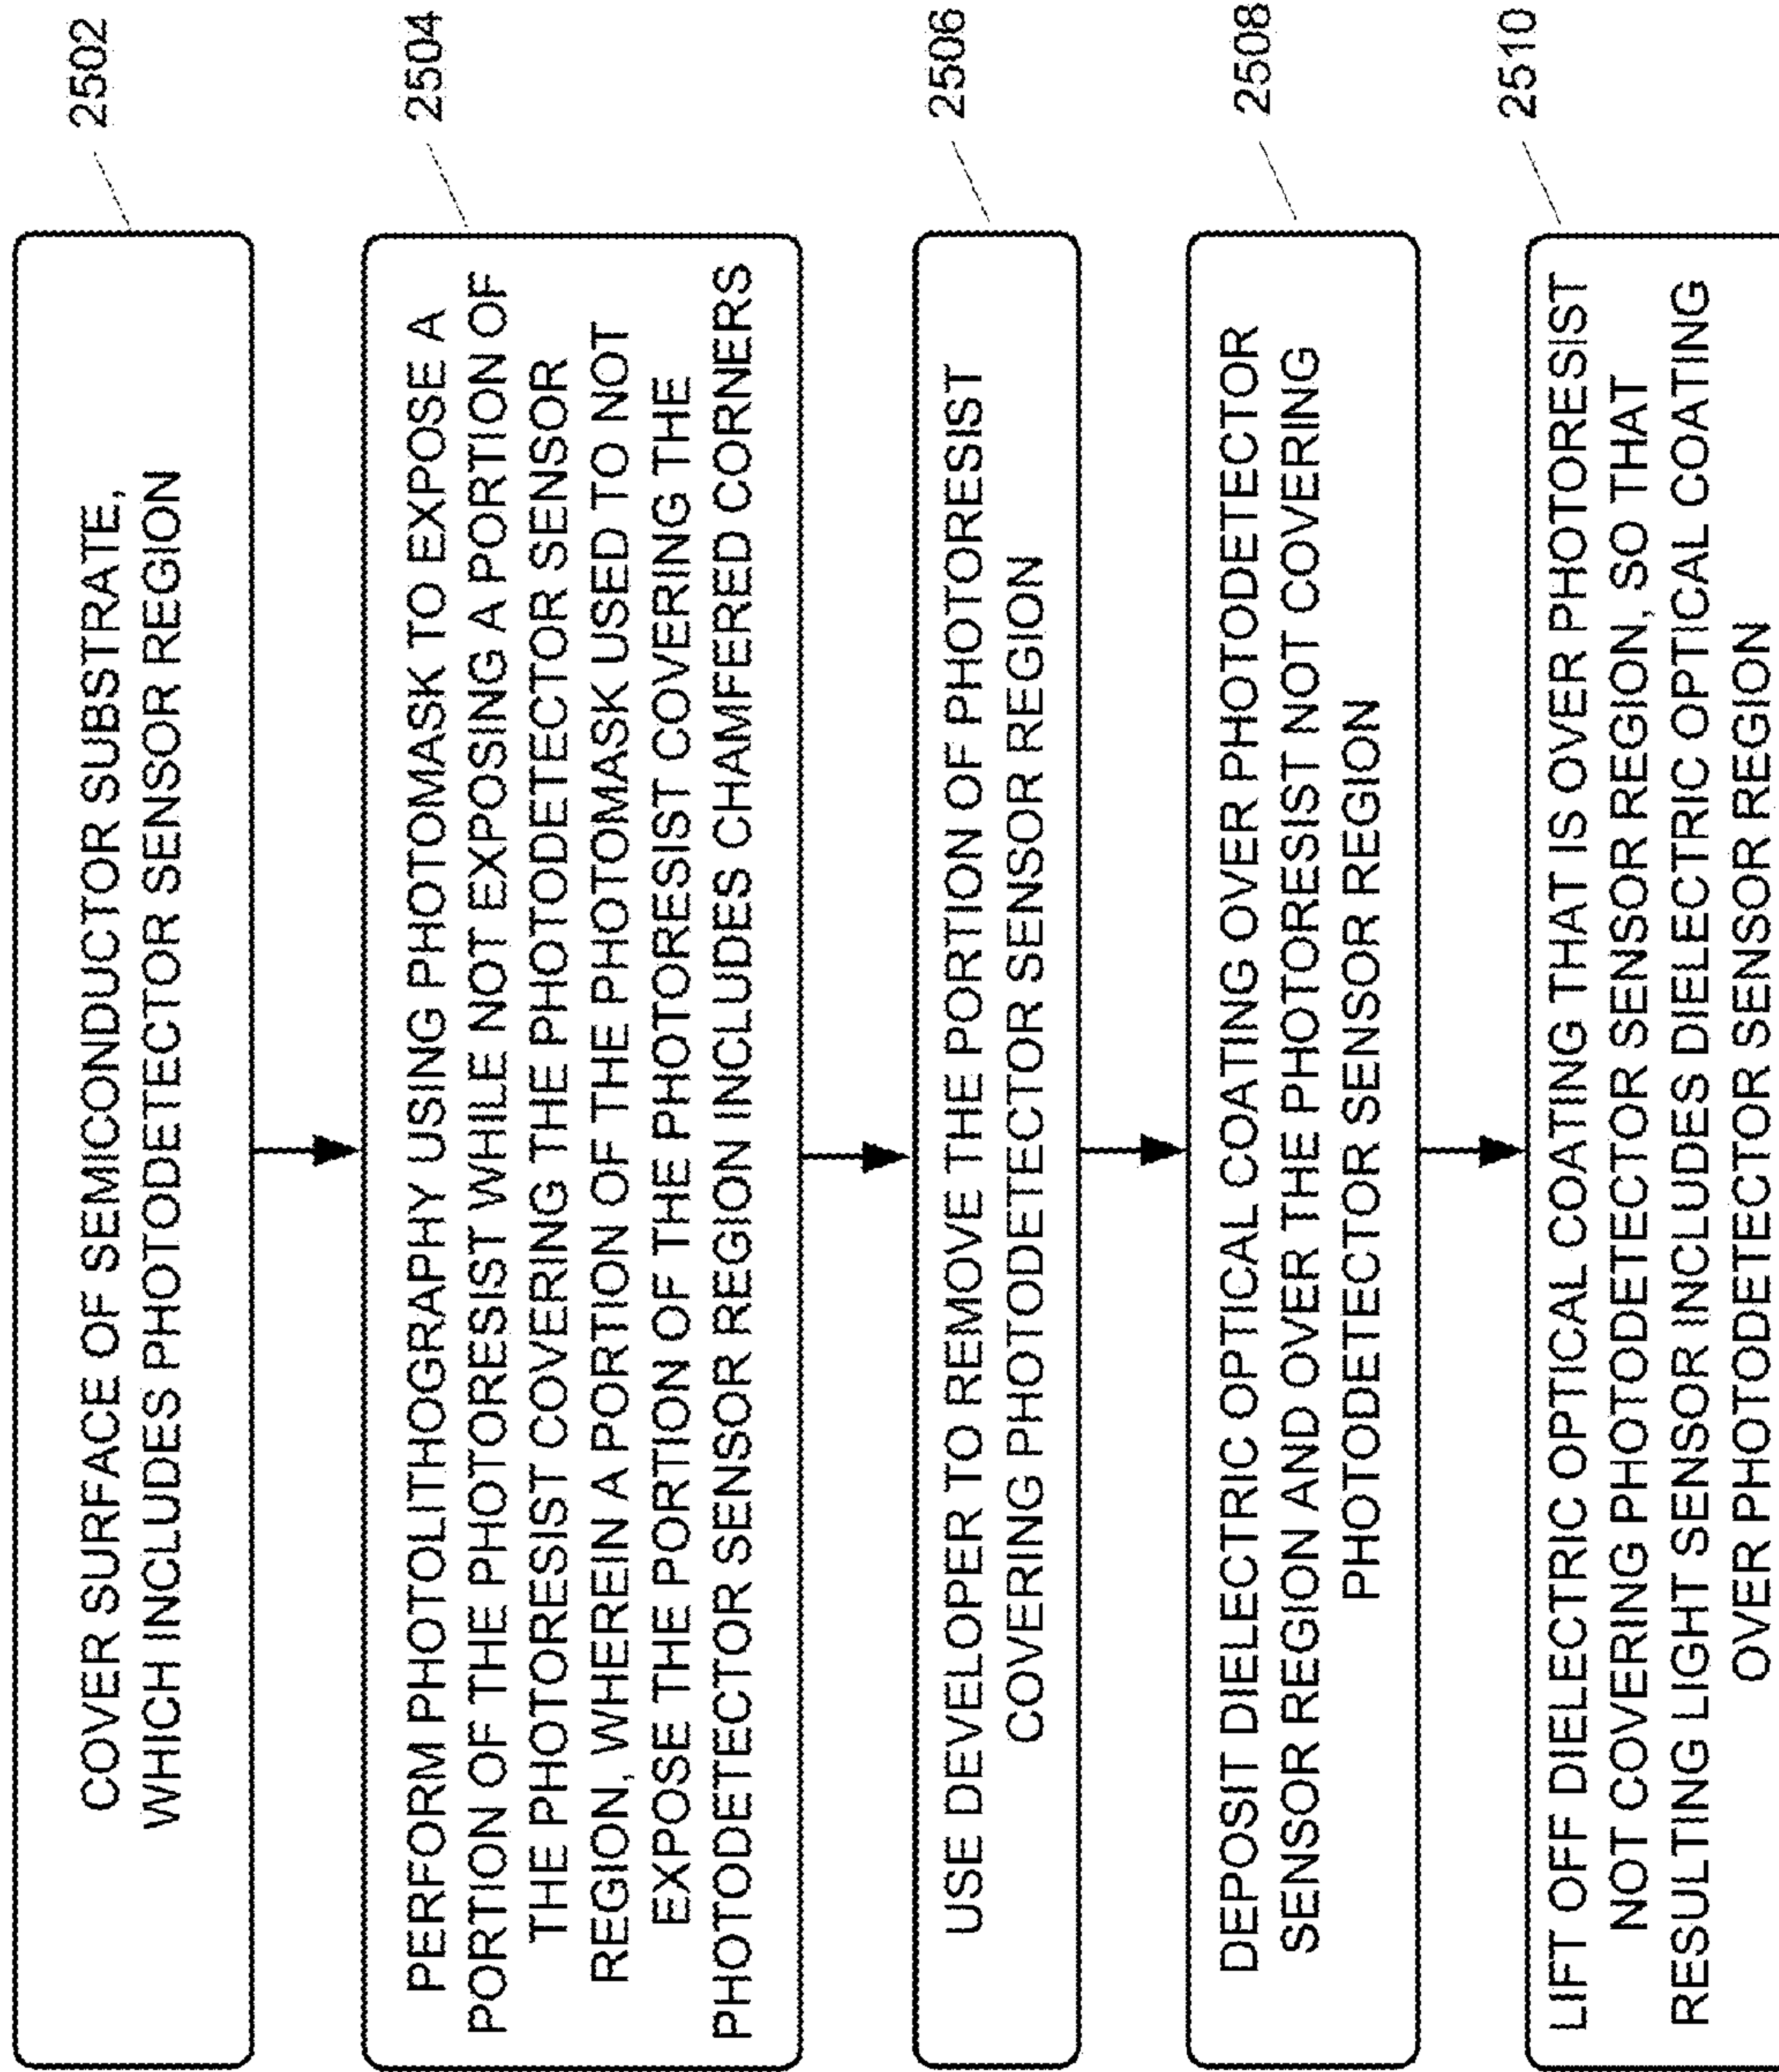 2502
COVER SURFACE OF SEMICONDUCTOR SUBSTRATE,
WHICH INCLUDES PHOTODETECTOR SENSOR REGION
2504
PERFORM PHOTOLITHOGRAPHY USING PHOTOMASK TO EXPOSE A
PORTION OF THE PHOTORESIST WHILE NOT EXPOSING A PORTION OF
THE PHOTORESIST COVERING THE PHOTODETECTOR SENSOR
REGION, WHEREIN A PORTION OF THE PHOTOMASK USED TO NOT
EXPOSE THE PORTION OF THE PHOTORESIST COVERING THE
PHOTODETECTOR SENSOR REGION INCLUDES CHAMFERED CORNERS
2506
USE DEVELOPER TO REMOVE THE PORTION OF PHOTORESIST
COVERING PHOTODETECTOR SENSOR REGION
2508
DEPOSIT DIELECTRIC OPTICAL COATING OVER PHOTODETECTOR
SENSOR REGION AND OVER THE PHOTORESIST NOT COVERING
PHOTODETECTOR SENSOR REGION
2510
LIFT OFF DIELECTRIC OPTICAL COATING THAT IS OVER PHOTORESIST
NOT COVERING PHOTODETECTOR SENSOR REGION, SO THAT
RESULTING LIGHT SENSOR INCLUDES DIELECTRIC OPTICAL COATING
OVER PHOTODETECTOR SENSOR REGION